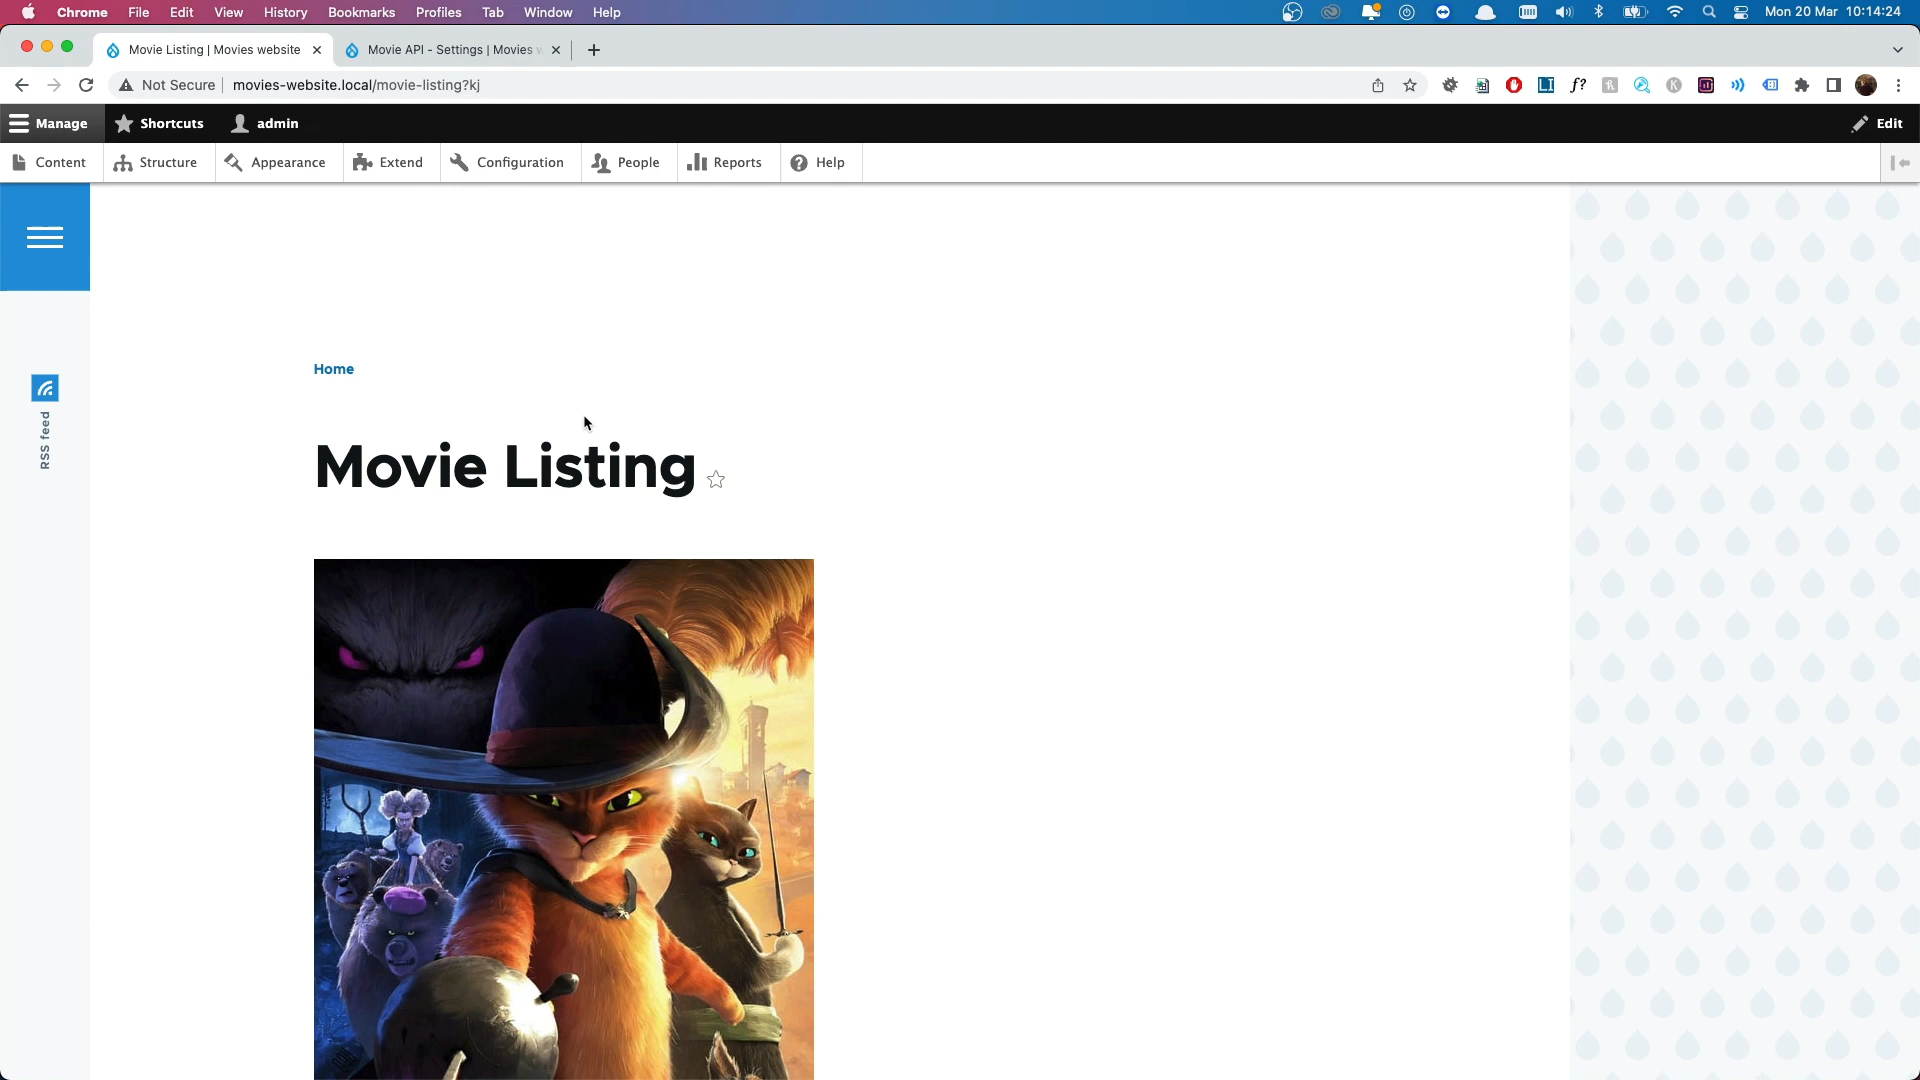 Chrome File Edit View History Bookmarks Profiles Tab Window Help Mon 20 Mar 10:14:24
Movie Listing | Movies website Movie API - Settings | Movies
Not Secure movies-website.local/movie-listing?kj
Manage Shortcuts admin Edit
Content Structure Appearance Extend Configuration People Reports Help
Home
RSS feed
Movie Listing